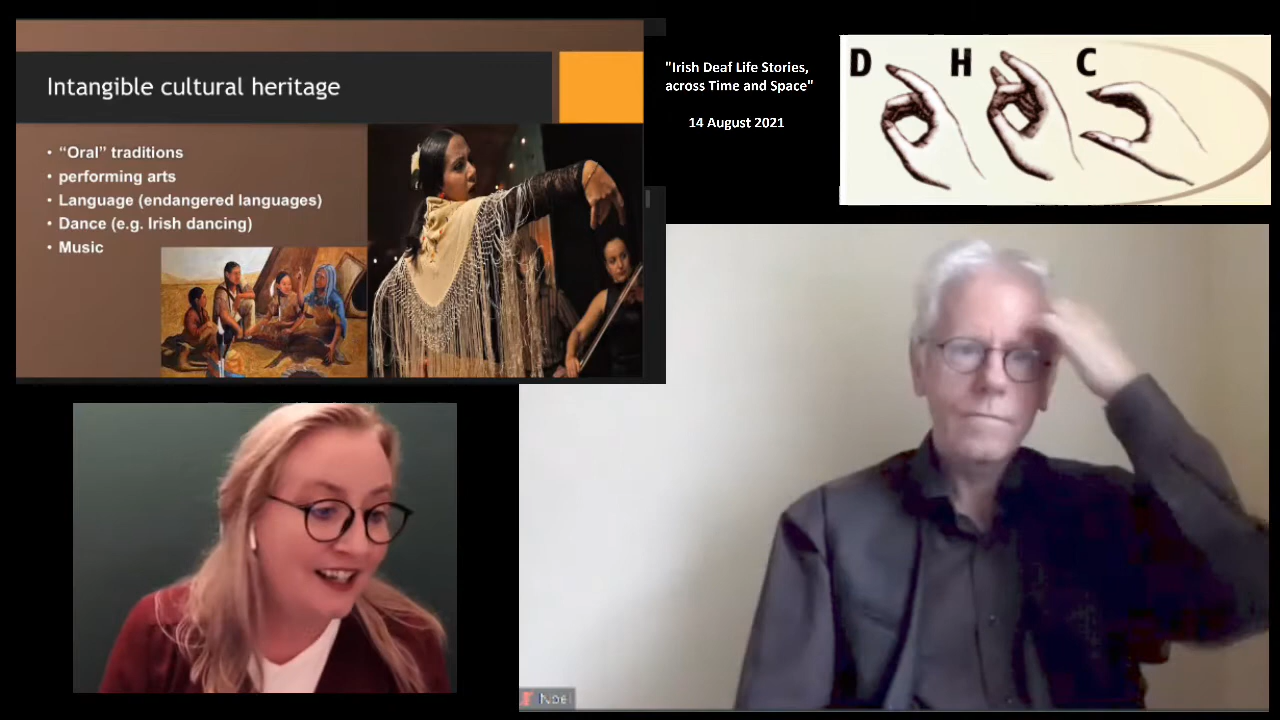 Intangible cultural heritage
• “Oral” traditions
• performing arts
• Language (endangered languages)
• Dance (e.g. Irish dancing)
• Music
"Irish Deaf Life Stories,
across Time and Space"
14 August 2021
D H C
Noel